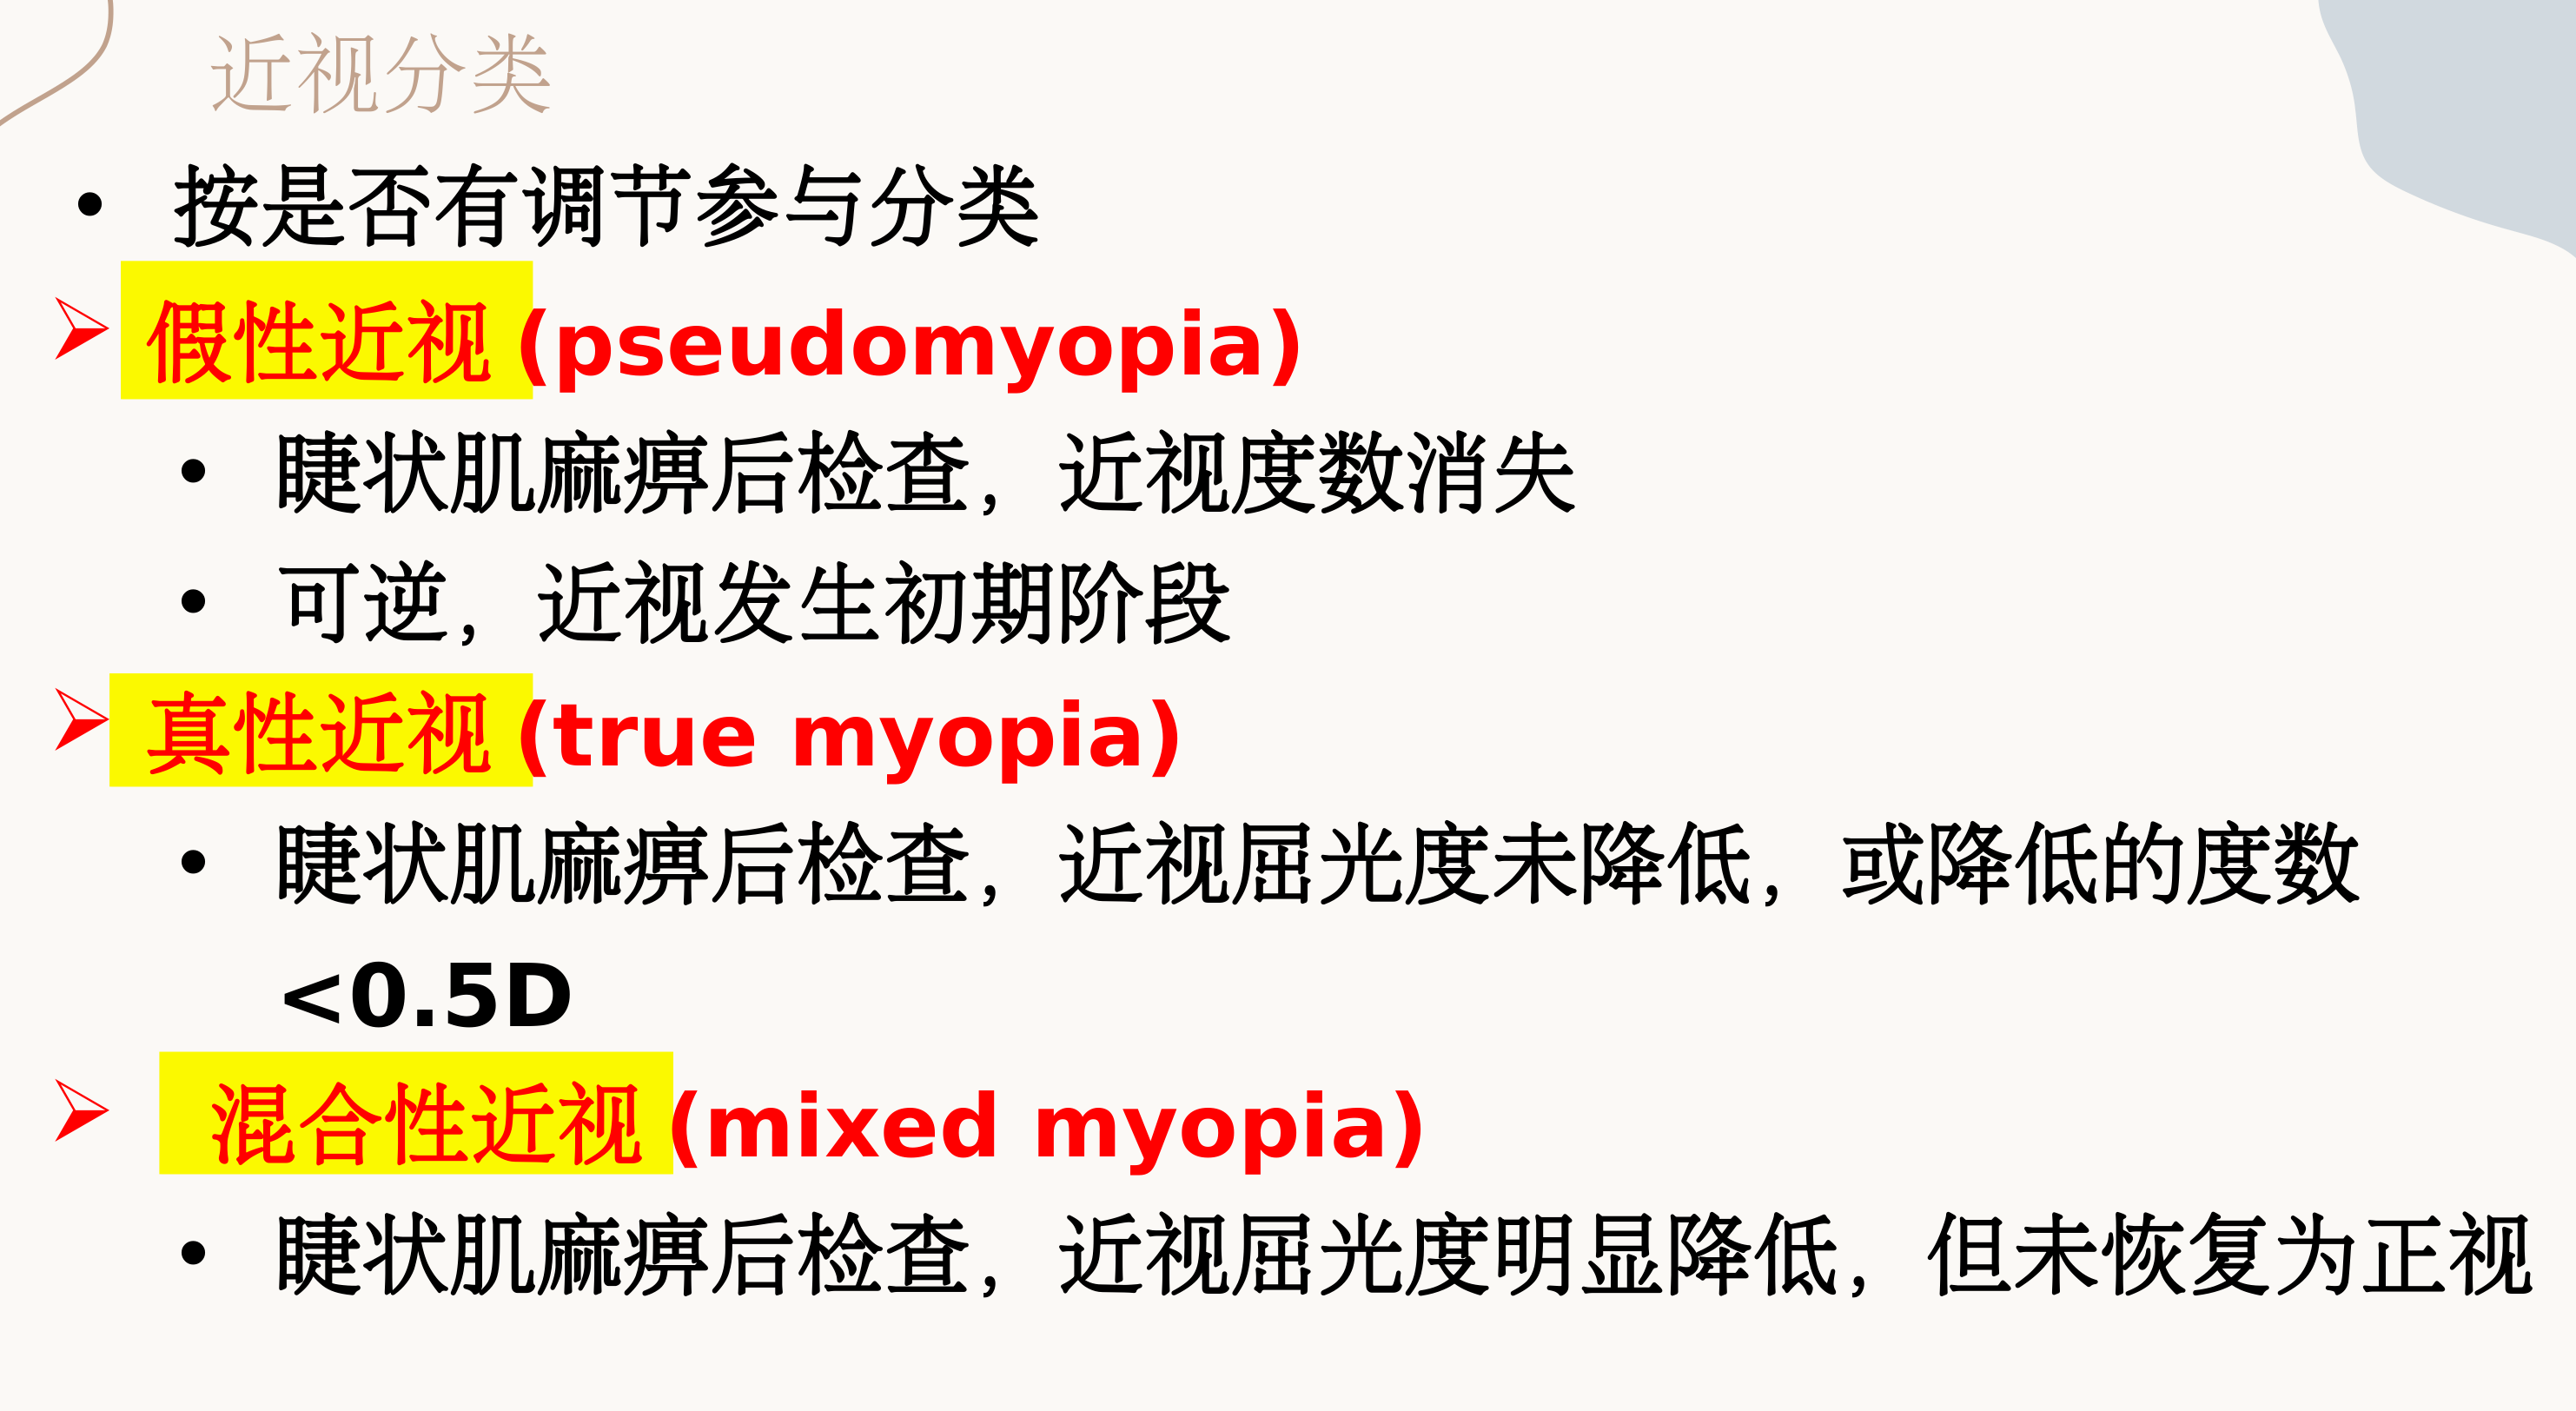 近视分类
• 按是否有调节参与分类
➢ 假性近视 (pseudomyopia)
• 睫状肌麻痹后检查，近视度数消失
• 可逆，近视发生初期阶段
➢ 真性近视 (true myopia)
• 睫状肌麻痹后检查，近视屈光度未降低，或降低的度数
<0.5D
➢ 混合性近视 (mixed myopia)
• 睫状肌麻痹后检查，近视屈光度明显降低，但未恢复为正视